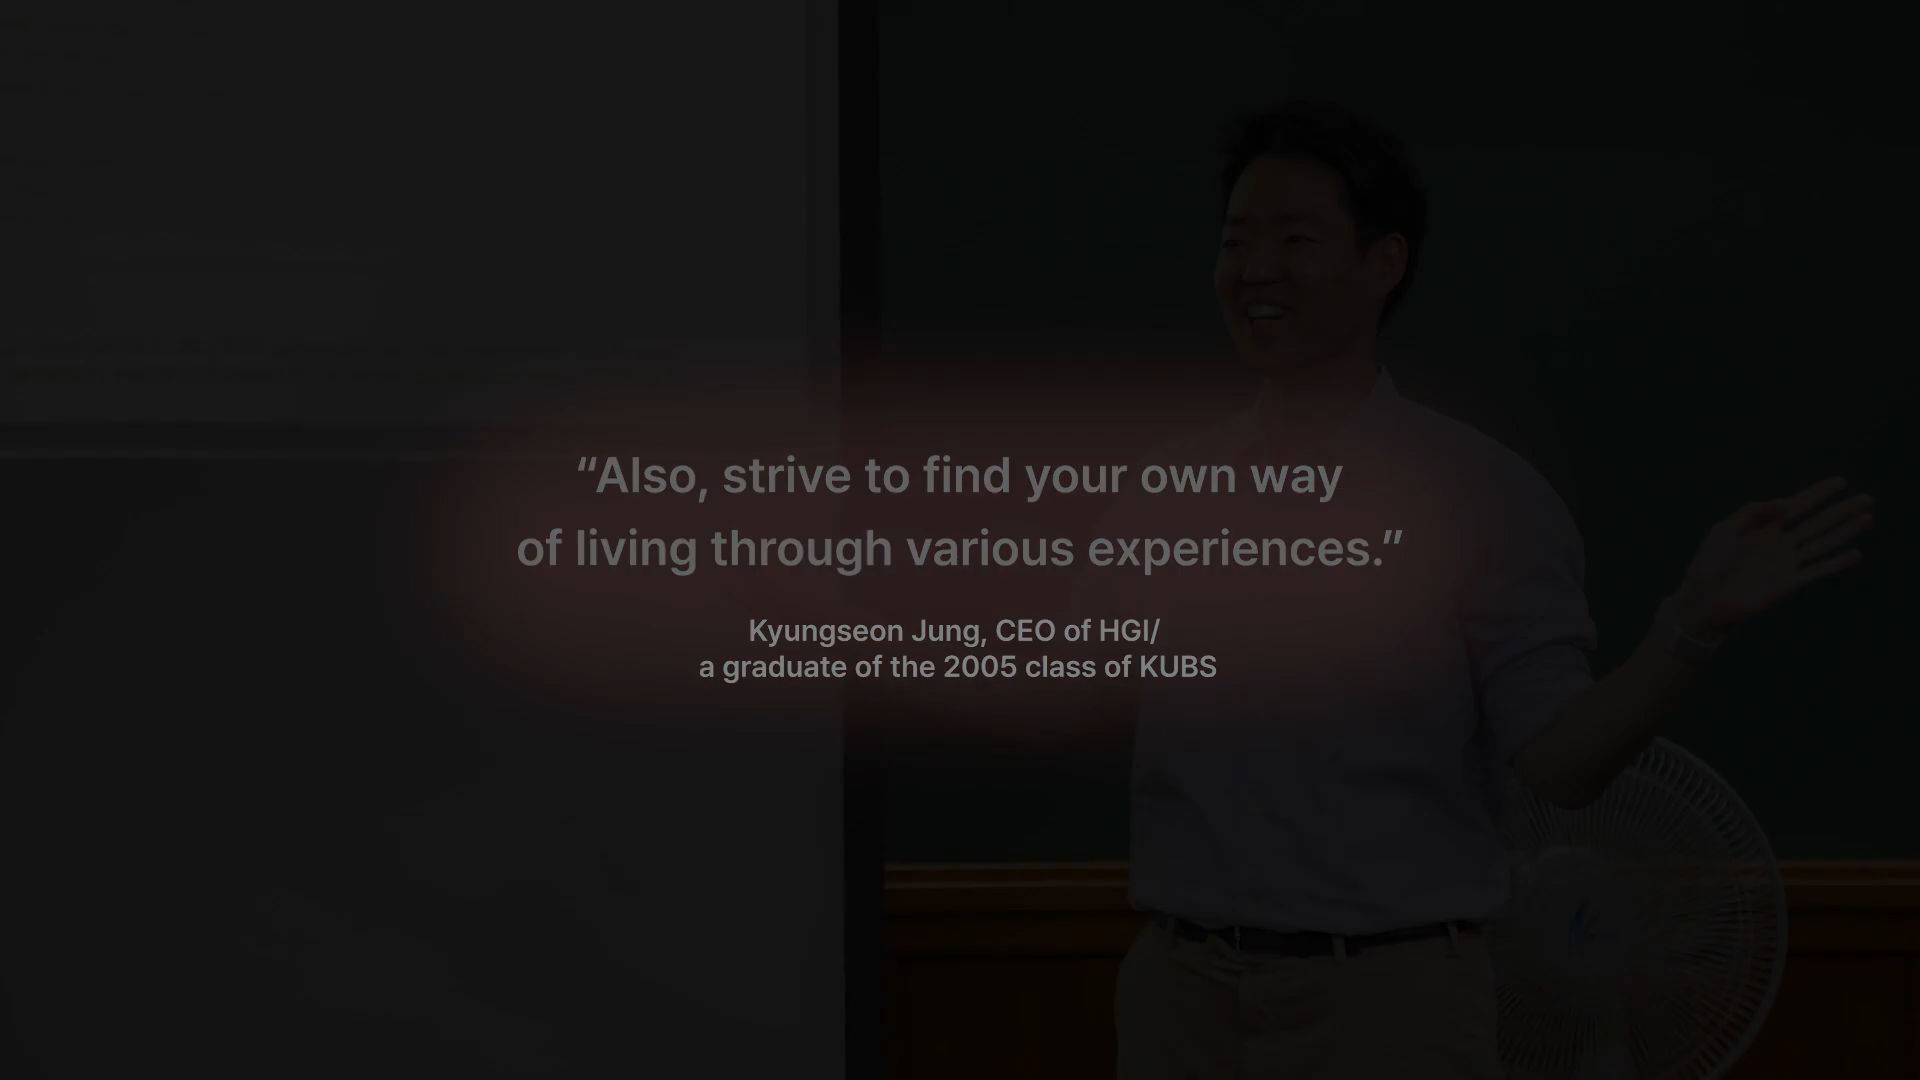 “Also, strive to find your own way
of living through various experiences.”
Kyungseon Jung, CEO of HGI/
a graduate of the 2005 class of KUBS